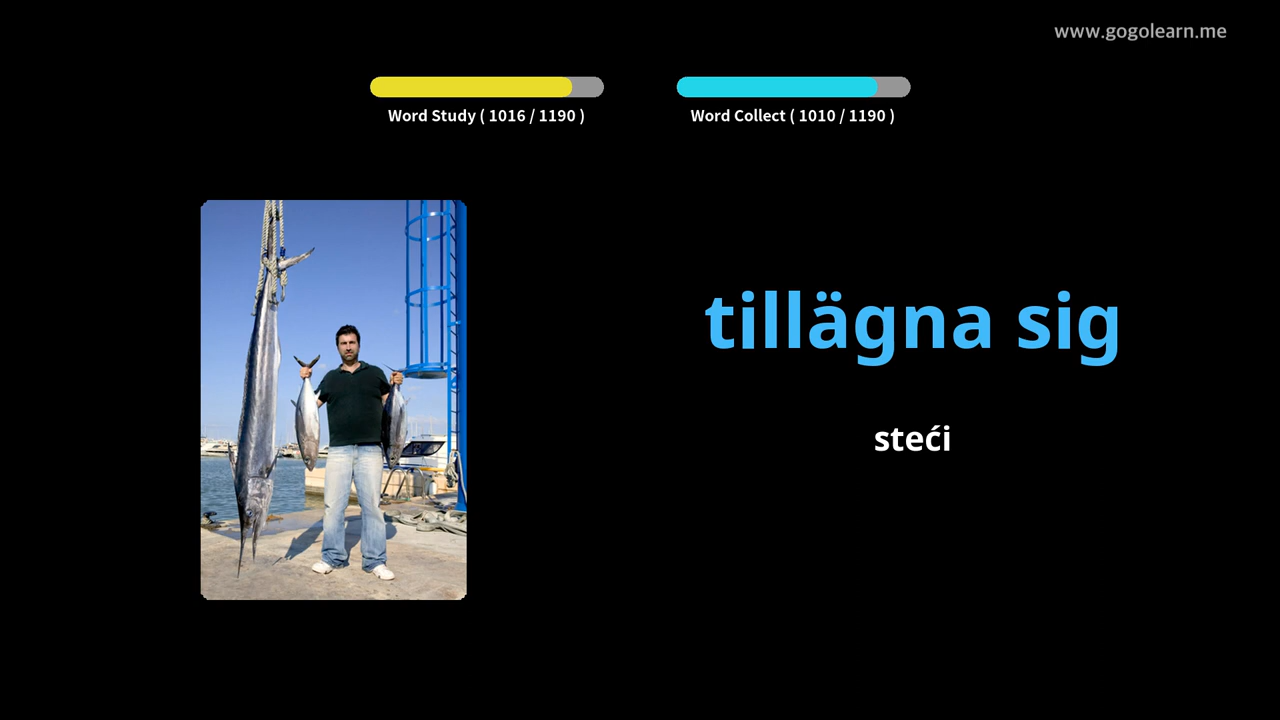 www.gogolearn.me
Word Study ( 1016 / 1190 )
Word Collect ( 1010 / 1190 )
tillägna sig
steći